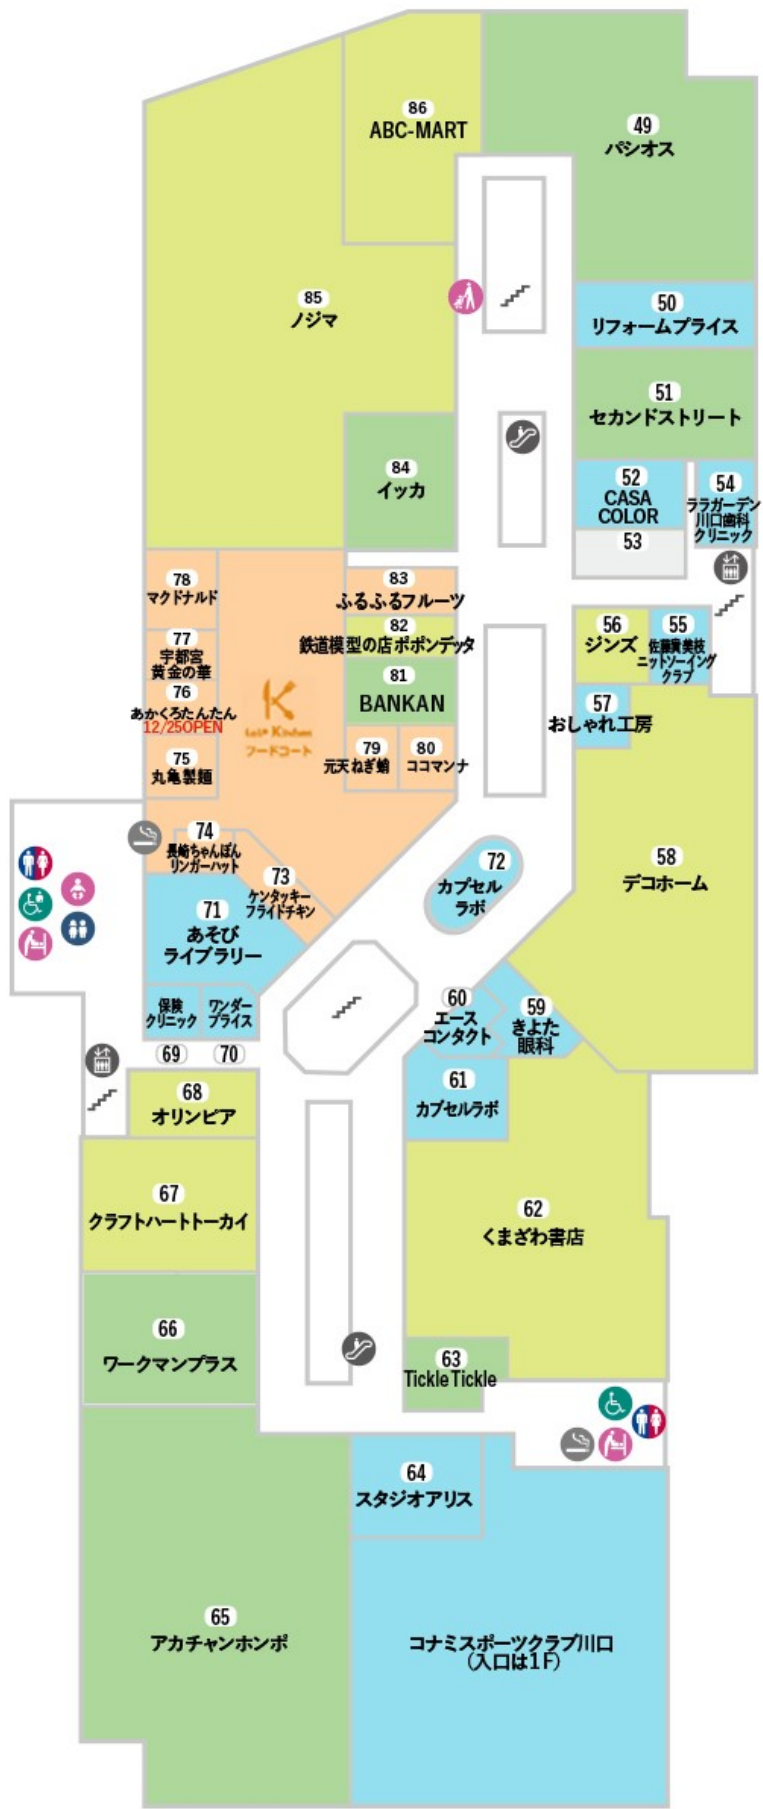 86
ABC-MART
49
パシオス
85
ノジマ
50
リフォームプライス
51
セカンドストリート
84
イッカ
52
CASA
COLOR
53
54
ララガーデン
川口歯科
クリニック
78
マクドナルド
77
宇都宮
黄金の華
76
あかくろたんたん
12/25OPEN
75
丸亀製麺
83
ふるふるフルーツ
82
鉄道模型の店ポポンデッタ
81
BANKAN
79
元天ねぎ蛸
80
ココマンナ
K
Lala Kitchen
フードコート
56
ジンズ
55
佐藤貴美枝
ニットソーイング
クラブ
57
おしゃれ工房
58
デコホーム
74
長崎ちゃんぽん
リンガーハット
73
ケンタッキー
フライドチキン
72
カプセル
ラボ
71
あそび
ライブラリー
保険
クリニック
69
ワンダー
プライス
70
60
エース
コンタクト
59
きよた
眼科
61
カプセルラボ
68
オリンピア
67
クラフトハートトーカイ
62
くまざわ書店
66
ワークマンプラス
63
Tickle Tickle
64
スタジオアリス
65
アカチャンホンポ
コナミスポーツクラブ川口
(入口は1F)